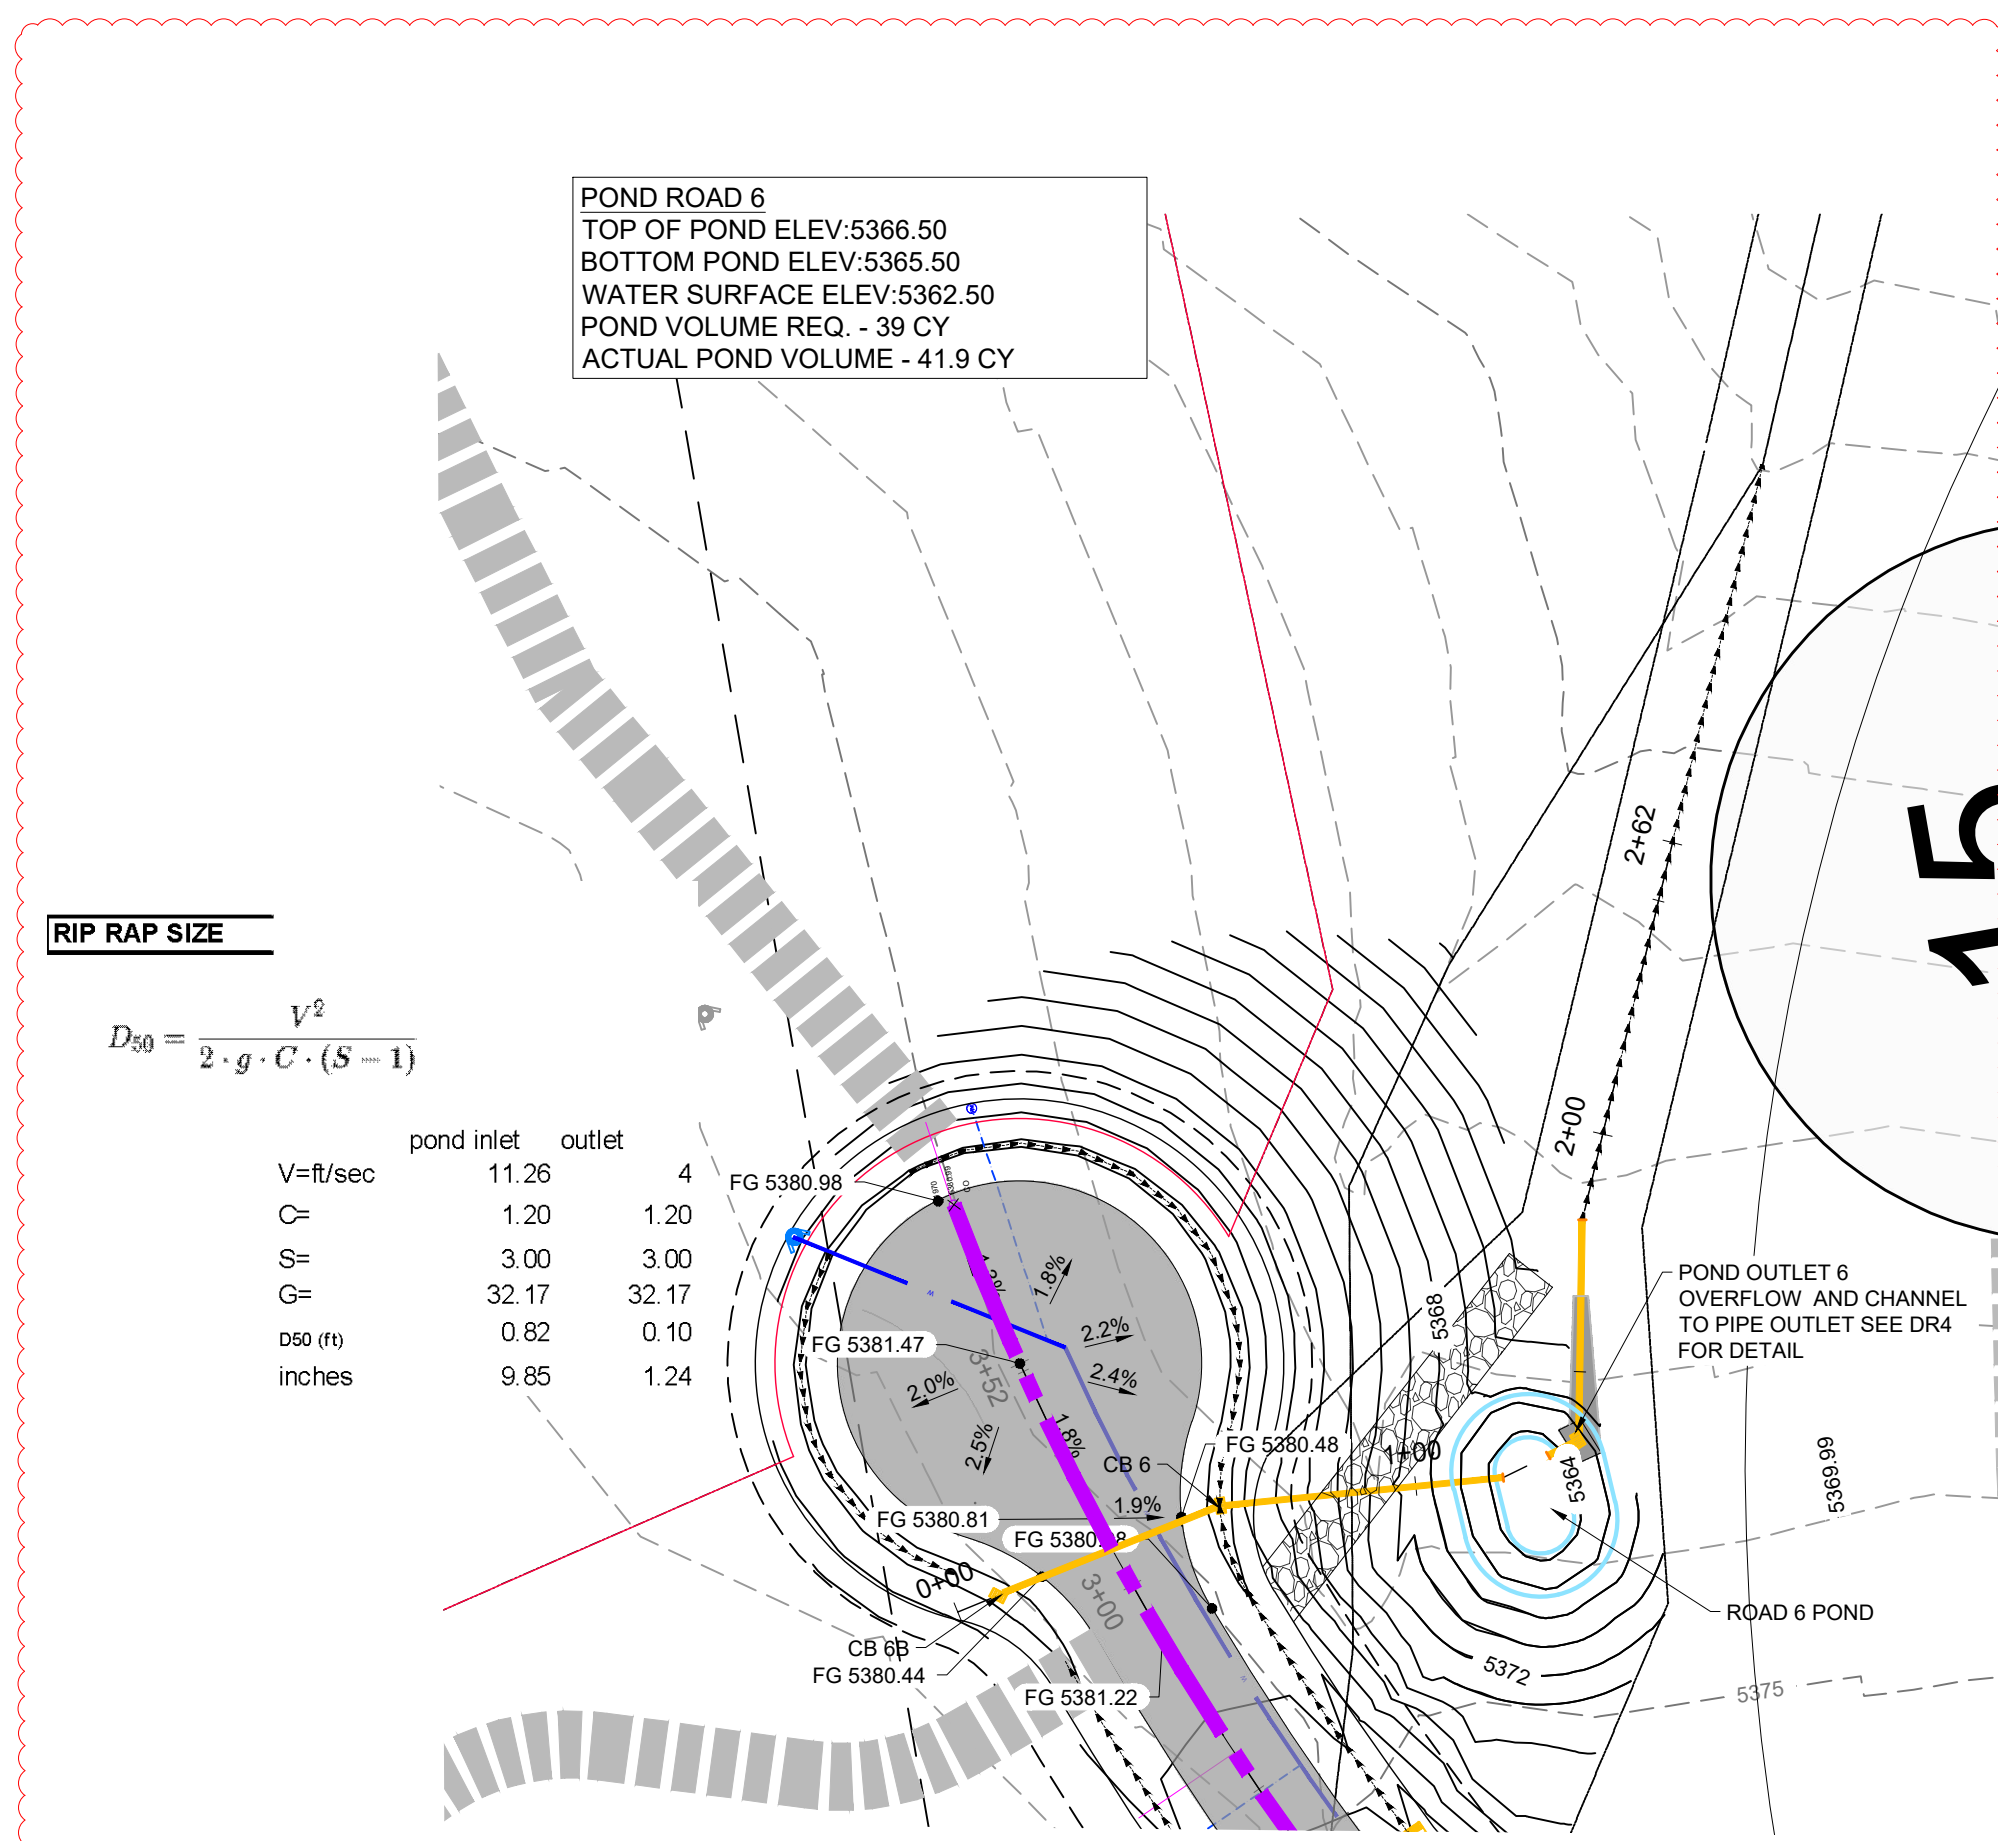 POND ROAD 6
TOP OF POND ELEV:5366.50
BOTTOM POND ELEV:5365.50
WATER SURFACE ELEV:5362.50
POND VOLUME REQ. - 39 CY
ACTUAL POND VOLUME - 41.9 CY
2+62
15
RIP RAP SIZE
D50 = V² / 2 · g · C · (S − 1)
pond inlet outlet
V=ft/sec 11.26 4
C= 1.20 1.20
S= 3.00 3.00
G= 32.17 32.17
D50 (ft) 0.82 0.10
inches 9.85 1.24
2+00
FG 5380.98
CO
1.8%
2.2%
2.4%
FG 5381.47
3+52
2.0%
2.5%
1.8%
5368
POND OUTLET 6
OVERFLOW AND CHANNEL
TO PIPE OUTLET SEE DR4
FOR DETAIL
FG 5380.48
1+00
CB 6
5364
5369.99
1.9%
FG 5380.81
0+00
3+00
ROAD 6 POND
CB 6B
FG 5380.44
FG 5381.22
5372
5375
W
W